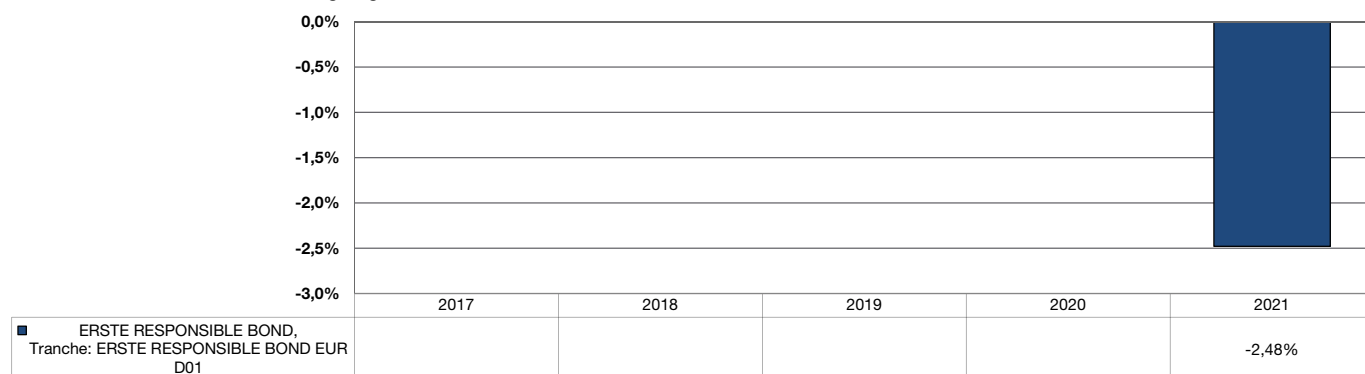 0,0%
-0,5%
-1,0%
-1,5%
-2,0%
-2,5%
-3,0%
2017 2018 2019 2020 2021
ERSTE RESPONSIBLE BOND,
Tranche: ERSTE RESPONSIBLE BOND EUR
D01
-2,48%